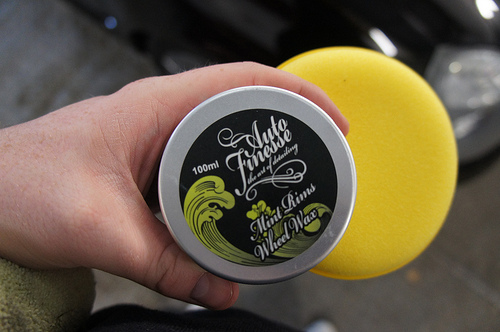 Auto
Finesse
the art of detailing
100ml
Mint Rims
Wheel Wax